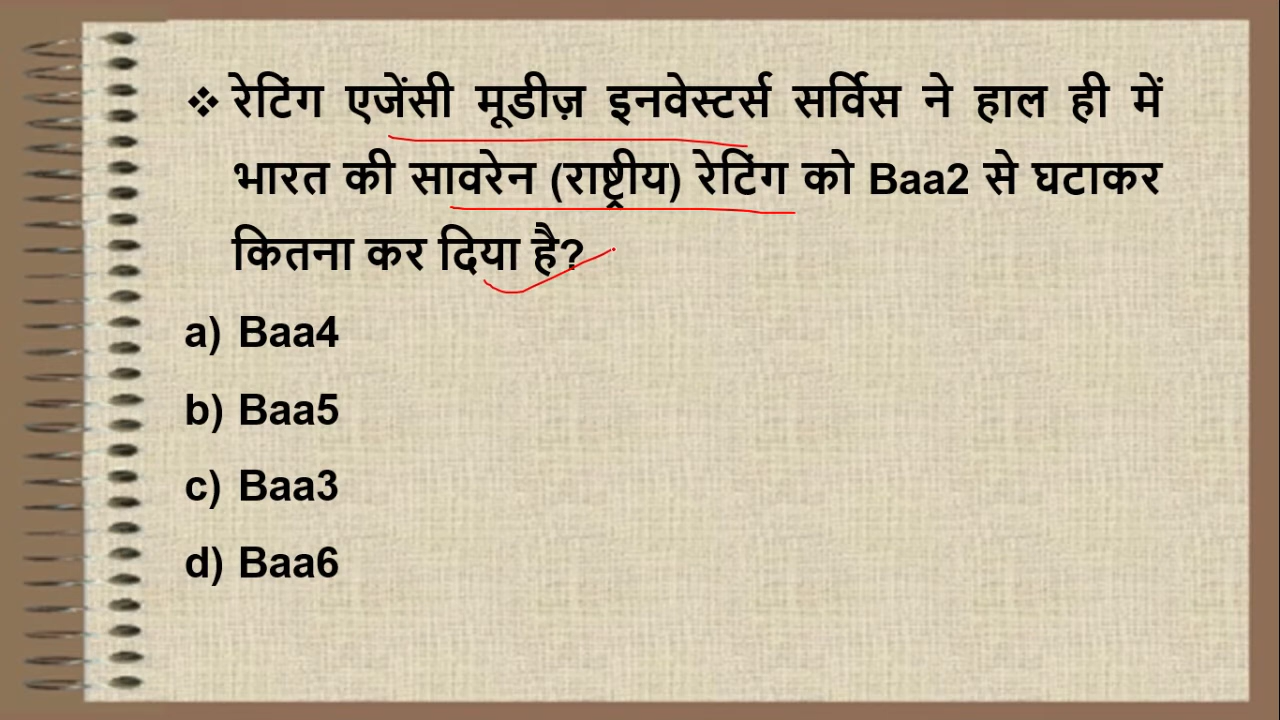 ❖ रेटिंग एजेंसी मूडीज़ इनवेस्टर्स सर्विस ने हाल ही में
भारत की सावरेन (राष्ट्रीय) रेटिंग को Baa2 से घटाकर
कितना कर दिया है?
a) Baa4
b) Baa5
c) Baa3
d) Baa6